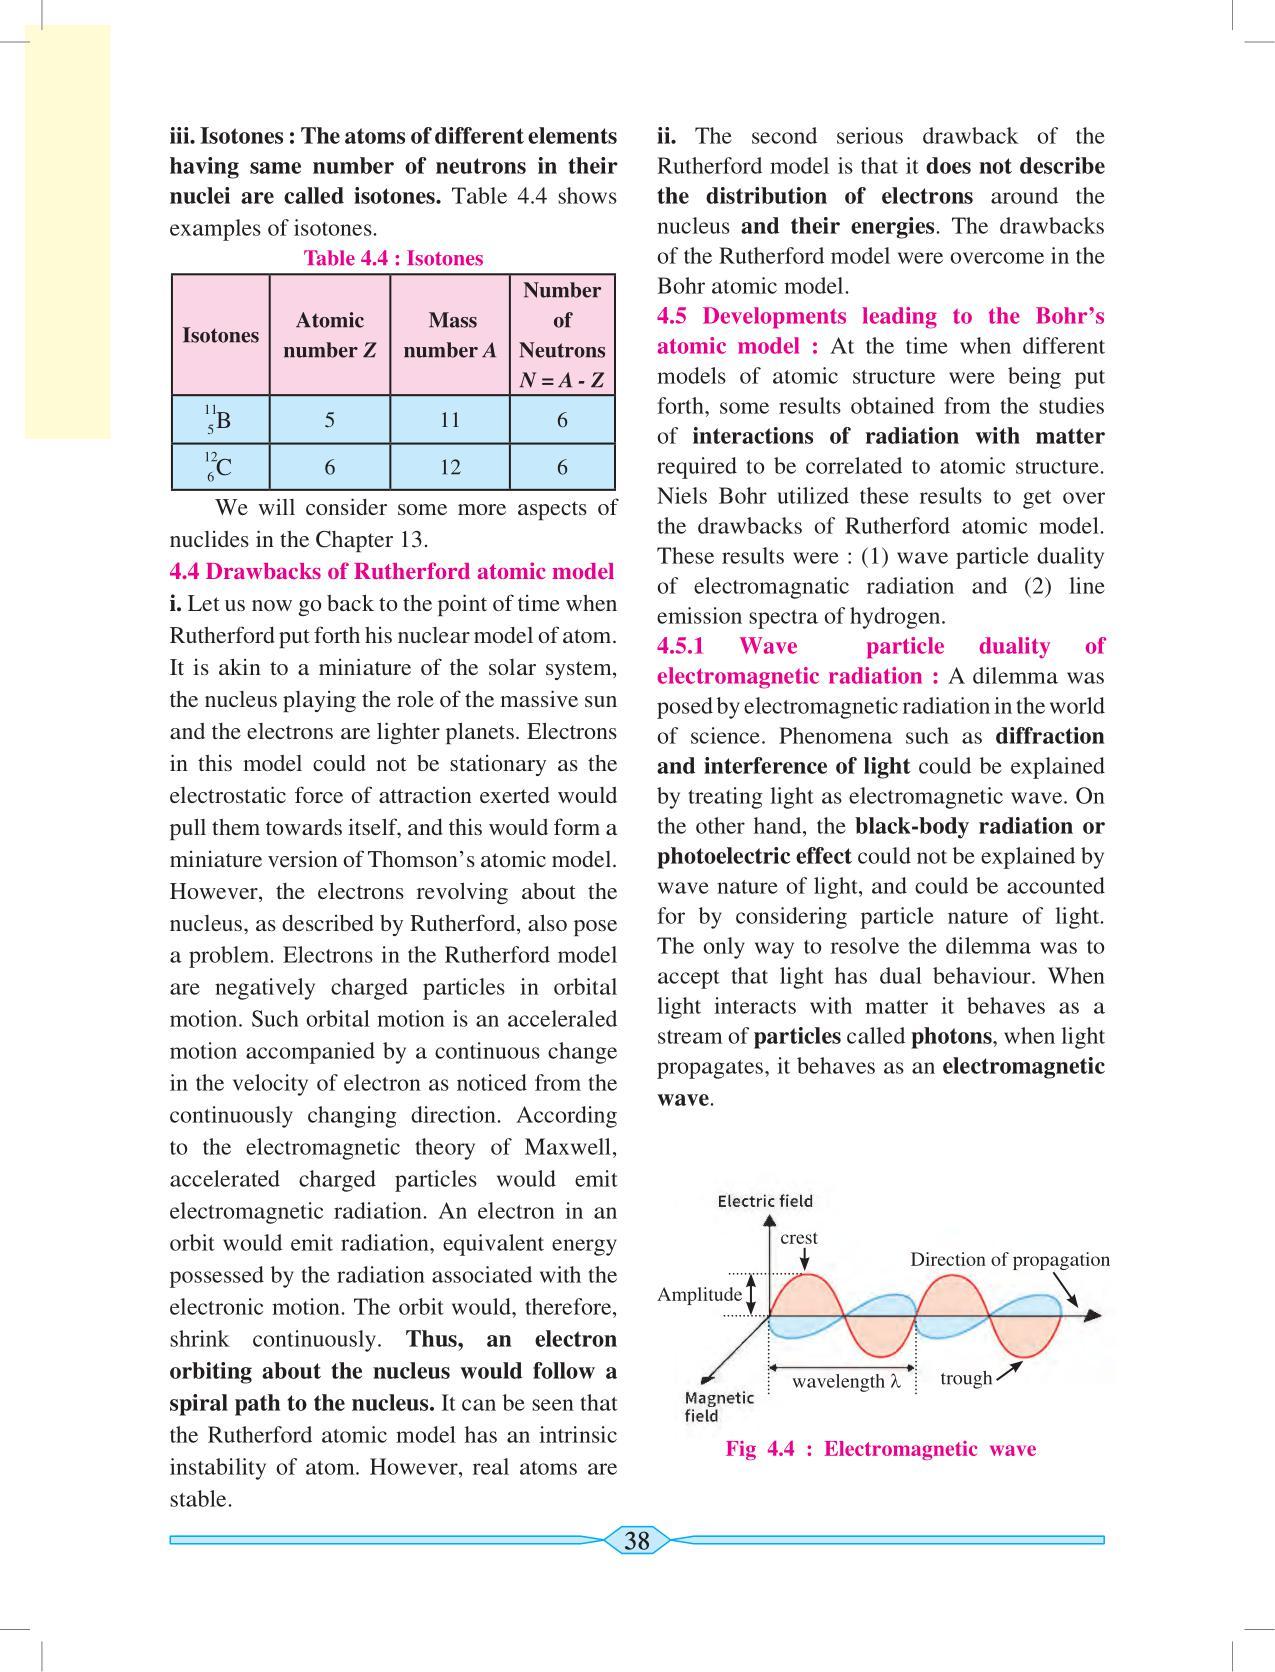 iii. Isotones : The atoms of different elements
having same number of neutrons in their
nuclei are called isotones. Table 4.4 shows
examples of isotones.
Table 4.4 : Isotones
Isotones
Atomic
number Z
Mass
number A
Number
of
Neutrons
N = A - Z
¹¹₅B 5 11 6
¹²₆C 6 12 6
We will consider some more aspects of
nuclides in the Chapter 13.
4.4 Drawbacks of Rutherford atomic model
i. Let us now go back to the point of time when
Rutherford put forth his nuclear model of atom.
It is akin to a miniature of the solar system,
the nucleus playing the role of the massive sun
and the electrons are lighter planets. Electrons
in this model could not be stationary as the
electrostatic force of attraction exerted would
pull them towards itself, and this would form a
miniature version of Thomson’s atomic model.
However, the electrons revolving about the
nucleus, as described by Rutherford, also pose
a problem. Electrons in the Rutherford model
are negatively charged particles in orbital
motion. Such orbital motion is an acceleraled
motion accompanied by a continuous change
in the velocity of electron as noticed from the
continuously changing direction. According
to the electromagnetic theory of Maxwell,
accelerated charged particles would emit
electromagnetic radiation. An electron in an
orbit would emit radiation, equivalent energy
possessed by the radiation associated with the
electronic motion. The orbit would, therefore,
shrink continuously. Thus, an electron
orbiting about the nucleus would follow a
spiral path to the nucleus. It can be seen that
the Rutherford atomic model has an intrinsic
instability of atom. However, real atoms are
stable.
ii. The second serious drawback of the
Rutherford model is that it does not describe
the distribution of electrons around the
nucleus and their energies. The drawbacks
of the Rutherford model were overcome in the
Bohr atomic model.
4.5 Developments leading to the Bohr’s
atomic model : At the time when different
models of atomic structure were being put
forth, some results obtained from the studies
of interactions of radiation with matter
required to be correlated to atomic structure.
Niels Bohr utilized these results to get over
the drawbacks of Rutherford atomic model.
These results were : (1) wave particle duality
of electromagnatic radiation and (2) line
emission spectra of hydrogen.
4.5.1 Wave particle duality of
electromagnetic radiation : A dilemma was
posed by electromagnetic radiation in the world
of science. Phenomena such as diffraction
and interference of light could be explained
by treating light as electromagnetic wave. On
the other hand, the black-body radiation or
photoelectric effect could not be explained by
wave nature of light, and could be accounted
for by considering particle nature of light.
The only way to resolve the dilemma was to
accept that light has dual behaviour. When
light interacts with matter it behaves as a
stream of particles called photons, when light
propagates, it behaves as an electromagnetic
wave.
Electric field
crest
Direction of propagation
Amplitude
wavelength λ
trough
Magnetic
field
Fig 4.4 : Electromagnetic wave
38